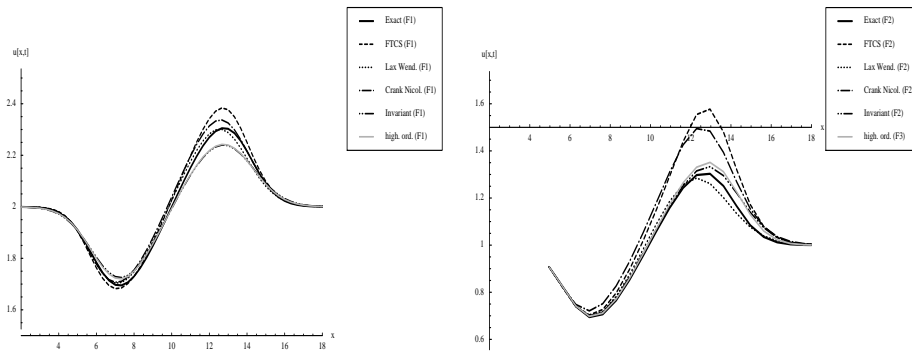 Exact (F1)
FTCS (F1)
Lax Wend. (F1)
Crank Nicol. (F1)
Invariant (F1)
high. ord. (F1)
u[x,t]
2.4
2.2
2
1.8
1.6
4 6 8 10 12 14 16 18
x
Exact (F2)
FTCS (F2)
Lax Wend. (F2)
Crank Nicol. (F2
Invariant (F2)
high. ord. (F3)
u[x,t]
1.6
1.4
1.2
1
0.8
0.6
4 6 8 10 12 14 16 18
x